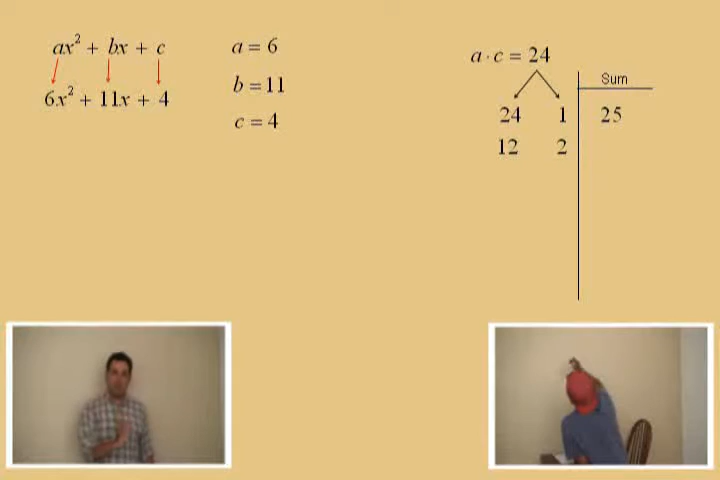 ax² + bx + c
6x² + 11x + 4
a = 6
b = 11
c = 4
a · c = 24
Sum
24 1 25
12 2